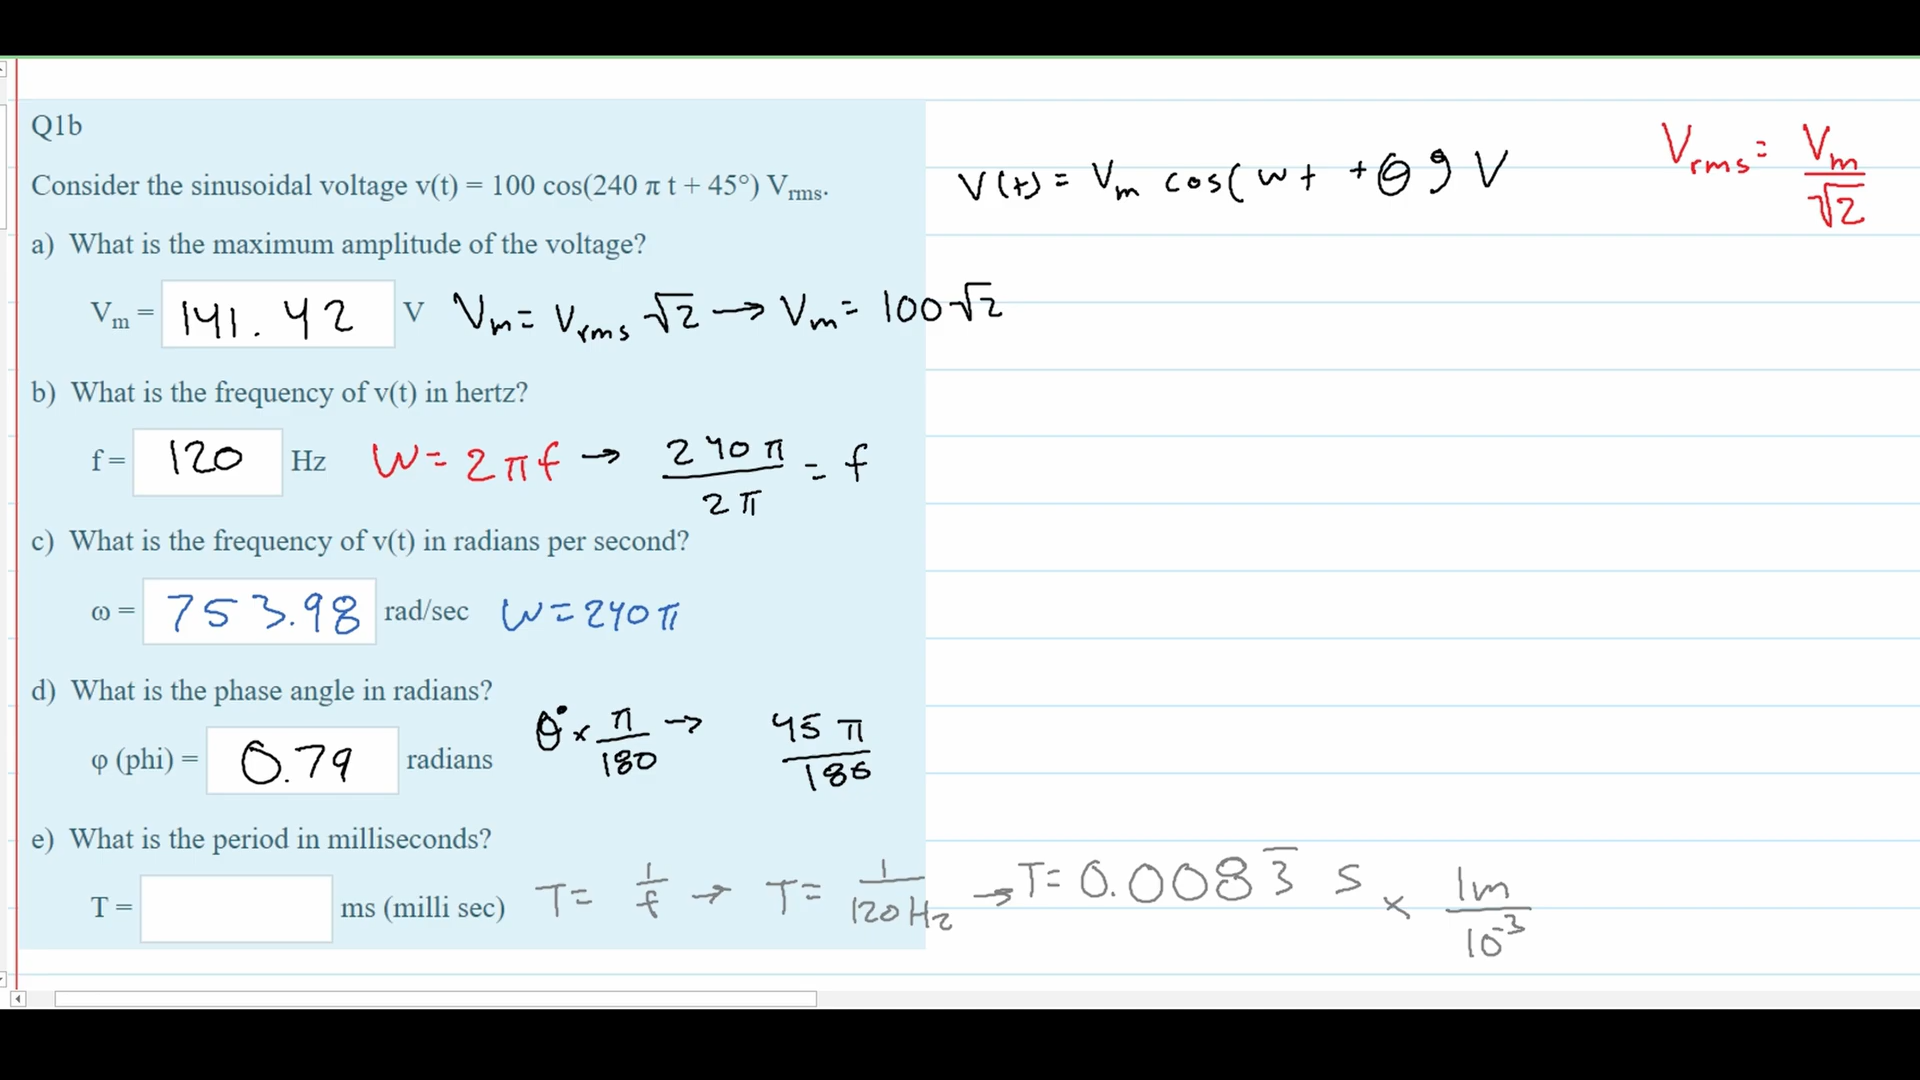 Q1b
Consider the sinusoidal voltage v(t) = 100 cos(240 π t + 45°) Vrms.
V(t) = Vm cos(wt + θ°) V
Vrms = Vm/√2
a) What is the maximum amplitude of the voltage?
Vm = 141.42 V Vm = Vrms √2 → Vm = 100√2
b) What is the frequency of v(t) in hertz?
f = 120 Hz W = 2πf → 240π/2π = f
c) What is the frequency of v(t) in radians per second?
ω = 753.98 rad/sec W = 240π
d) What is the phase angle in radians?
φ (phi) = 0.79 radians θ° × π/180 → 45π/180
e) What is the period in milliseconds?
T = ms (milli sec) T = 1/f → T = 1/120Hz → T = 0.0083̅ s × 1m/10⁻³